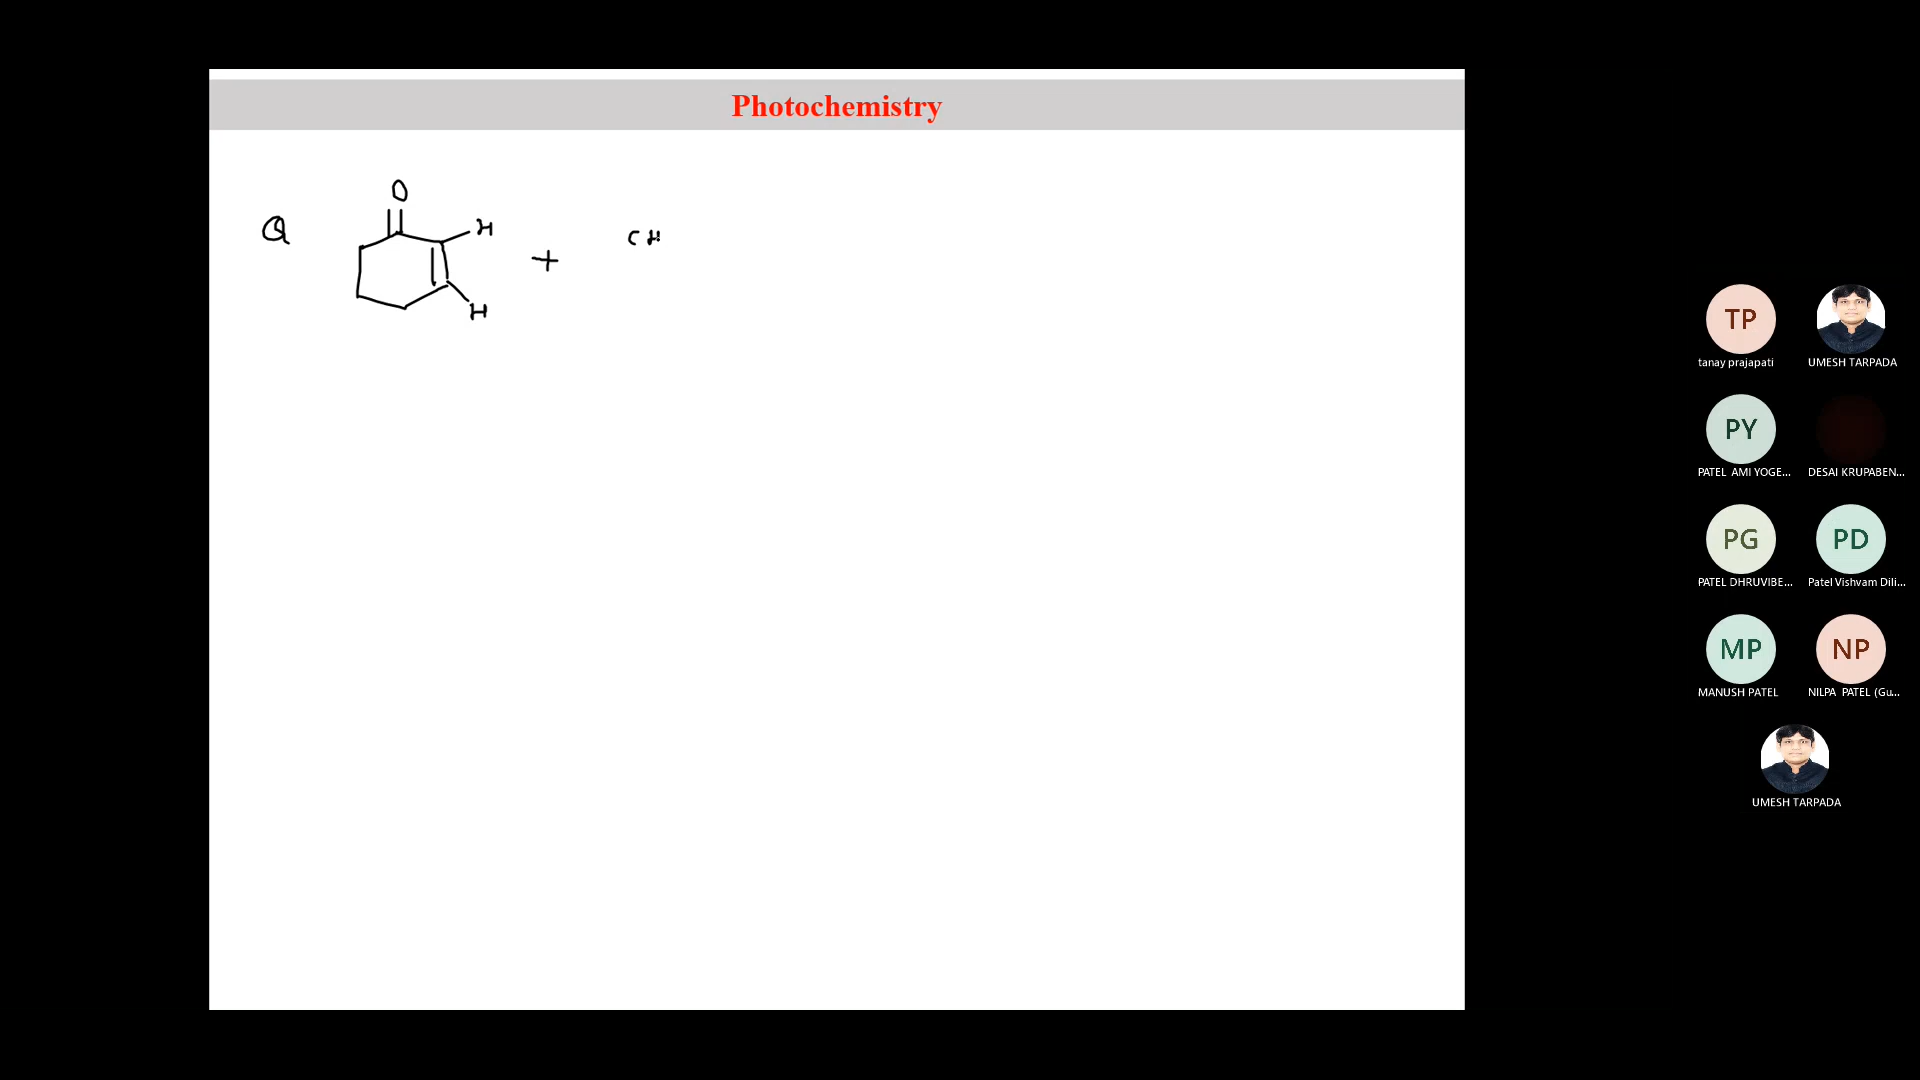 Photochemistry
Q
O
H
+
CH
H
TP
tanay prajapati
UMESH TARPADA
PY
PATEL AMI YOGE...
DESAI KRUPABEN...
PG
PATEL DHRUVIBE...
PD
Patel Vishvam Dili...
MP
MANUSH PATEL
NP
NILPA PATEL (Gu...
UMESH TARPADA